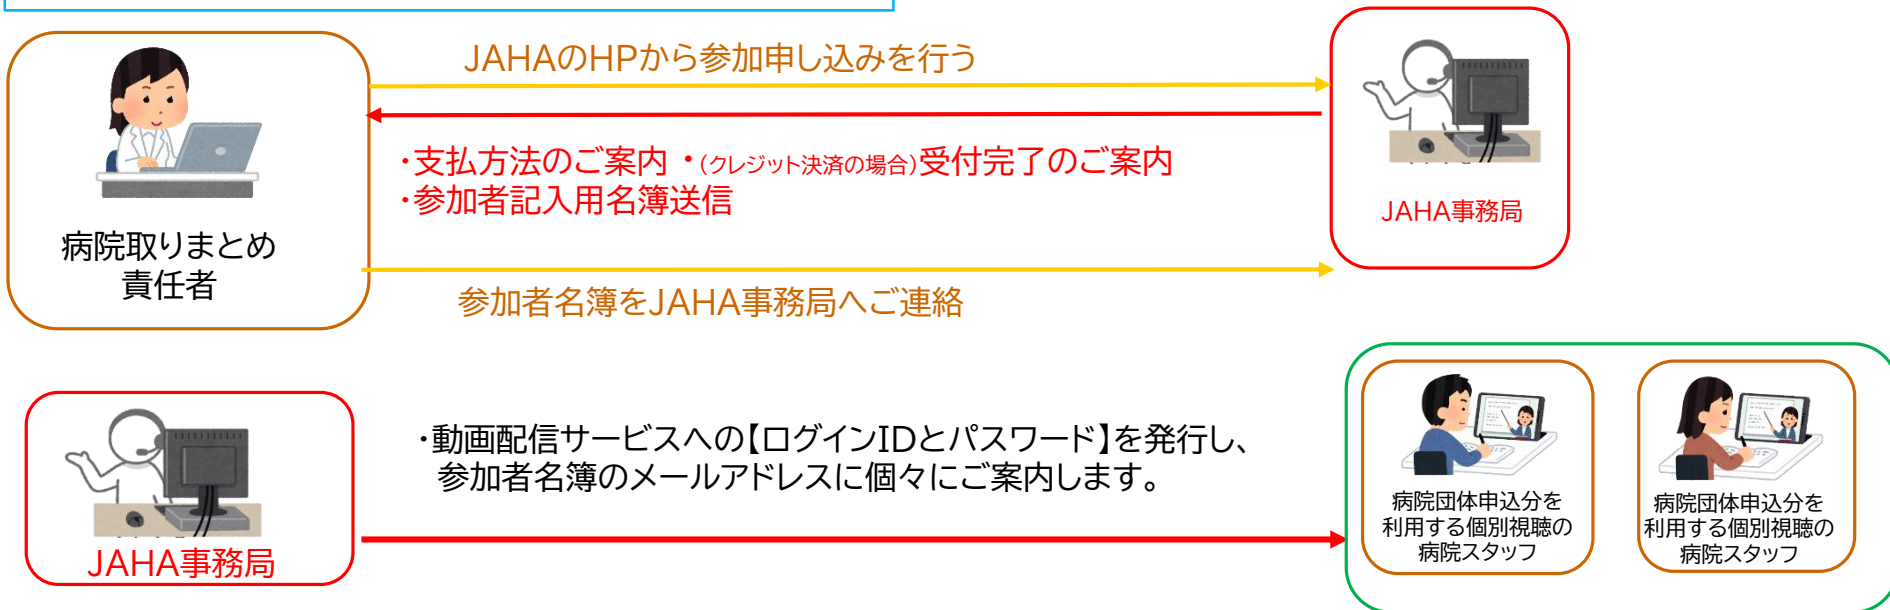 JAHAのHPから参加申し込みを行う
・支払方法のご案内 ・(クレジット決済の場合)受付完了のご案内
・参加者記入用名簿送信
JAHA事務局
病院取りまとめ
責任者
参加者名簿をJAHA事務局へご連絡
・動画配信サービスへの【ログインIDとパスワード】を発行し、
参加者名簿のメールアドレスに個々にご案内します。
JAHA事務局
病院団体申込分を
利用する個別視聴の
病院スタッフ
病院団体申込分を
利用する個別視聴の
病院スタッフ